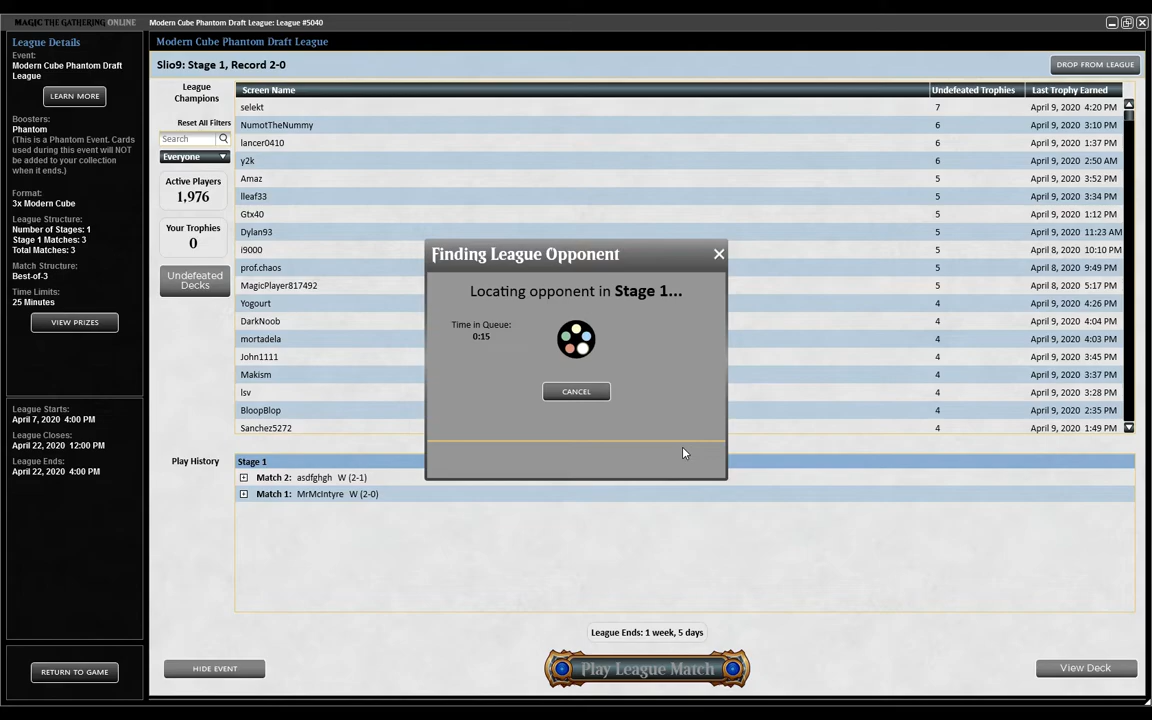 MAGIC THE GATHERING ONLINE
Modern Cube Phantom Draft League: League #5040
League Details
Event:
Modern Cube Phantom Draft
League
LEARN MORE
Boosters:
Phantom
(This is a Phantom Event. Cards
used during this event will NOT
be added to your collection
when it ends.)
Format:
3x Modern Cube
League Structure:
Number of Stages: 1
Stage 1 Matches: 3
Total Matches: 3
Match Structure:
Best-of-3
Time Limits:
25 Minutes
VIEW PRIZES
League Starts:
April 7, 2020 4:00 PM
League Closes:
April 22, 2020 12:00 PM
League Ends:
April 22, 2020 4:00 PM
RETURN TO GAME
Modern Cube Phantom Draft League
Slio9: Stage 1, Record 2-0
DROP FROM LEAGUE
League
Champions
Reset All Filters
Search
Everyone
Active Players
1,976
Your Trophies
0
Undefeated
Decks
Screen Name Undefeated Trophies Last Trophy Earned
selekt 7 April 9, 2020 4:20 PM
NumotTheNummy 6 April 9, 2020 3:10 PM
lancer0410 6 April 9, 2020 1:37 PM
y2k 6 April 9, 2020 2:50 AM
Amaz 5 April 9, 2020 3:52 PM
lleaf33 5 April 9, 2020 3:34 PM
Gtx40 5 April 9, 2020 1:12 PM
Dylan93 5 April 9, 2020 11:23 AM
i9000 5 April 8, 2020 10:10 PM
prof.chaos 5 April 8, 2020 9:49 PM
MagicPlayer817492 5 April 8, 2020 5:17 PM
Yogourt 4 April 9, 2020 4:26 PM
DarkNoob 4 April 9, 2020 4:04 PM
mortadela 4 April 9, 2020 4:03 PM
John1111 4 April 9, 2020 3:45 PM
Makism 4 April 9, 2020 3:37 PM
lsv 4 April 9, 2020 3:28 PM
BloopBlop 4 April 9, 2020 2:35 PM
Sanchez5272 4 April 9, 2020 1:49 PM
Finding League Opponent
Locating opponent in Stage 1...
Time in Queue:
0:15
CANCEL
Play History
Stage 1
Match 2: asdfghgh W (2-1)
Match 1: MrMcIntyre W (2-0)
League Ends: 1 week, 5 days
HIDE EVENT
Play League Match
View Deck